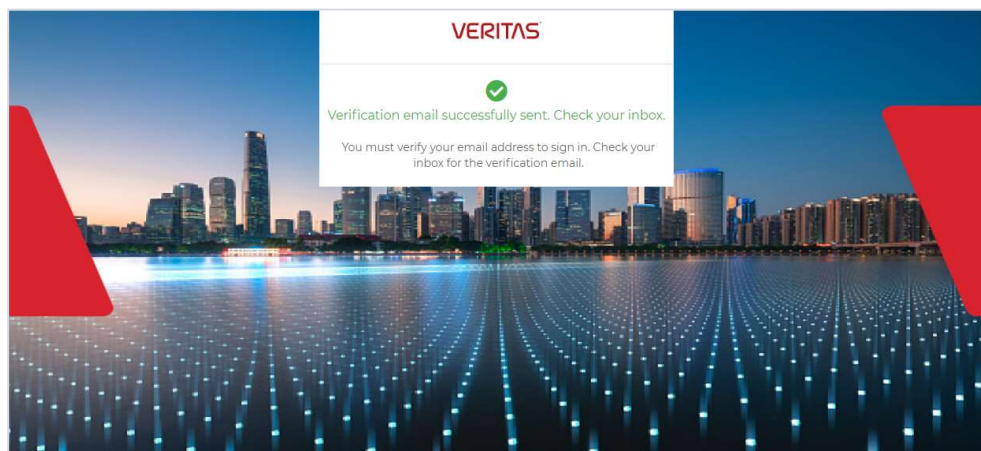 VERITAS
Verification email successfully sent. Check your inbox.
You must verify your email address to sign in. Check your
inbox for the verification email.